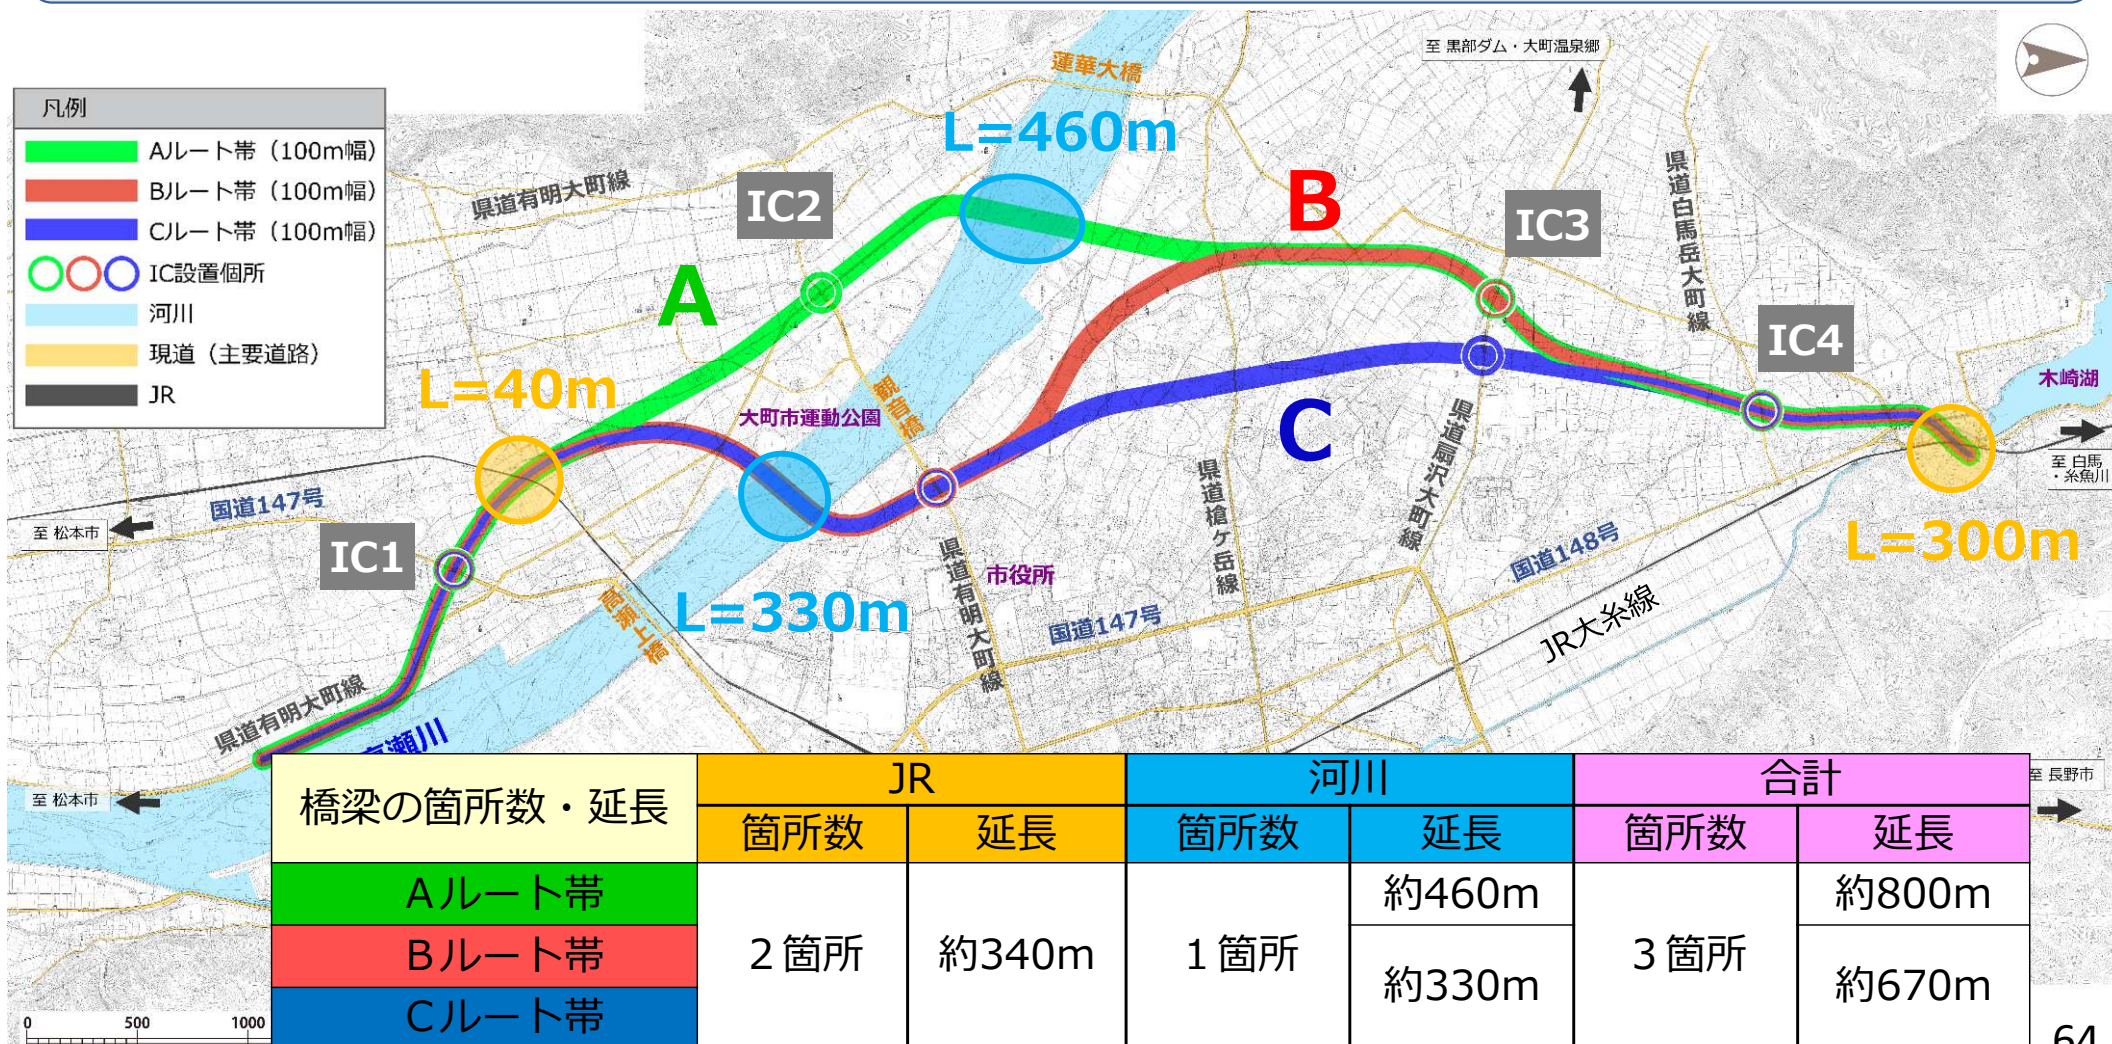 至 黒部ダム・大町温泉郷
蓮華大橋
凡例
Aルート帯（100m幅）
Bルート帯（100m幅）
Cルート帯（100m幅）
IC設置個所
河川
現道（主要道路）
JR
L=460m
県道有明大町線
IC2
B
IC3
県道白馬岳大町線
A
IC4
木崎湖
L=40m
大町市運動公園
観音橋
C
県道扇沢大町線
県道槍ヶ岳線
至 白馬
・糸魚川
国道147号
至 松本市
IC1
L=300m
国道148号
県道有明大町線
市役所
高瀬上橋
L=330m
国道147号
JR大糸線
県道有明大町線
高瀬川
至 松本市
至 長野市
橋梁の箇所数・延長
JR
河川
合計
箇所数
延長
箇所数
延長
箇所数
延長
Aルート帯
約460m
約800m
Bルート帯
２箇所
約340m
１箇所
３箇所
約330m
約670m
Cルート帯
0 500 1000
64